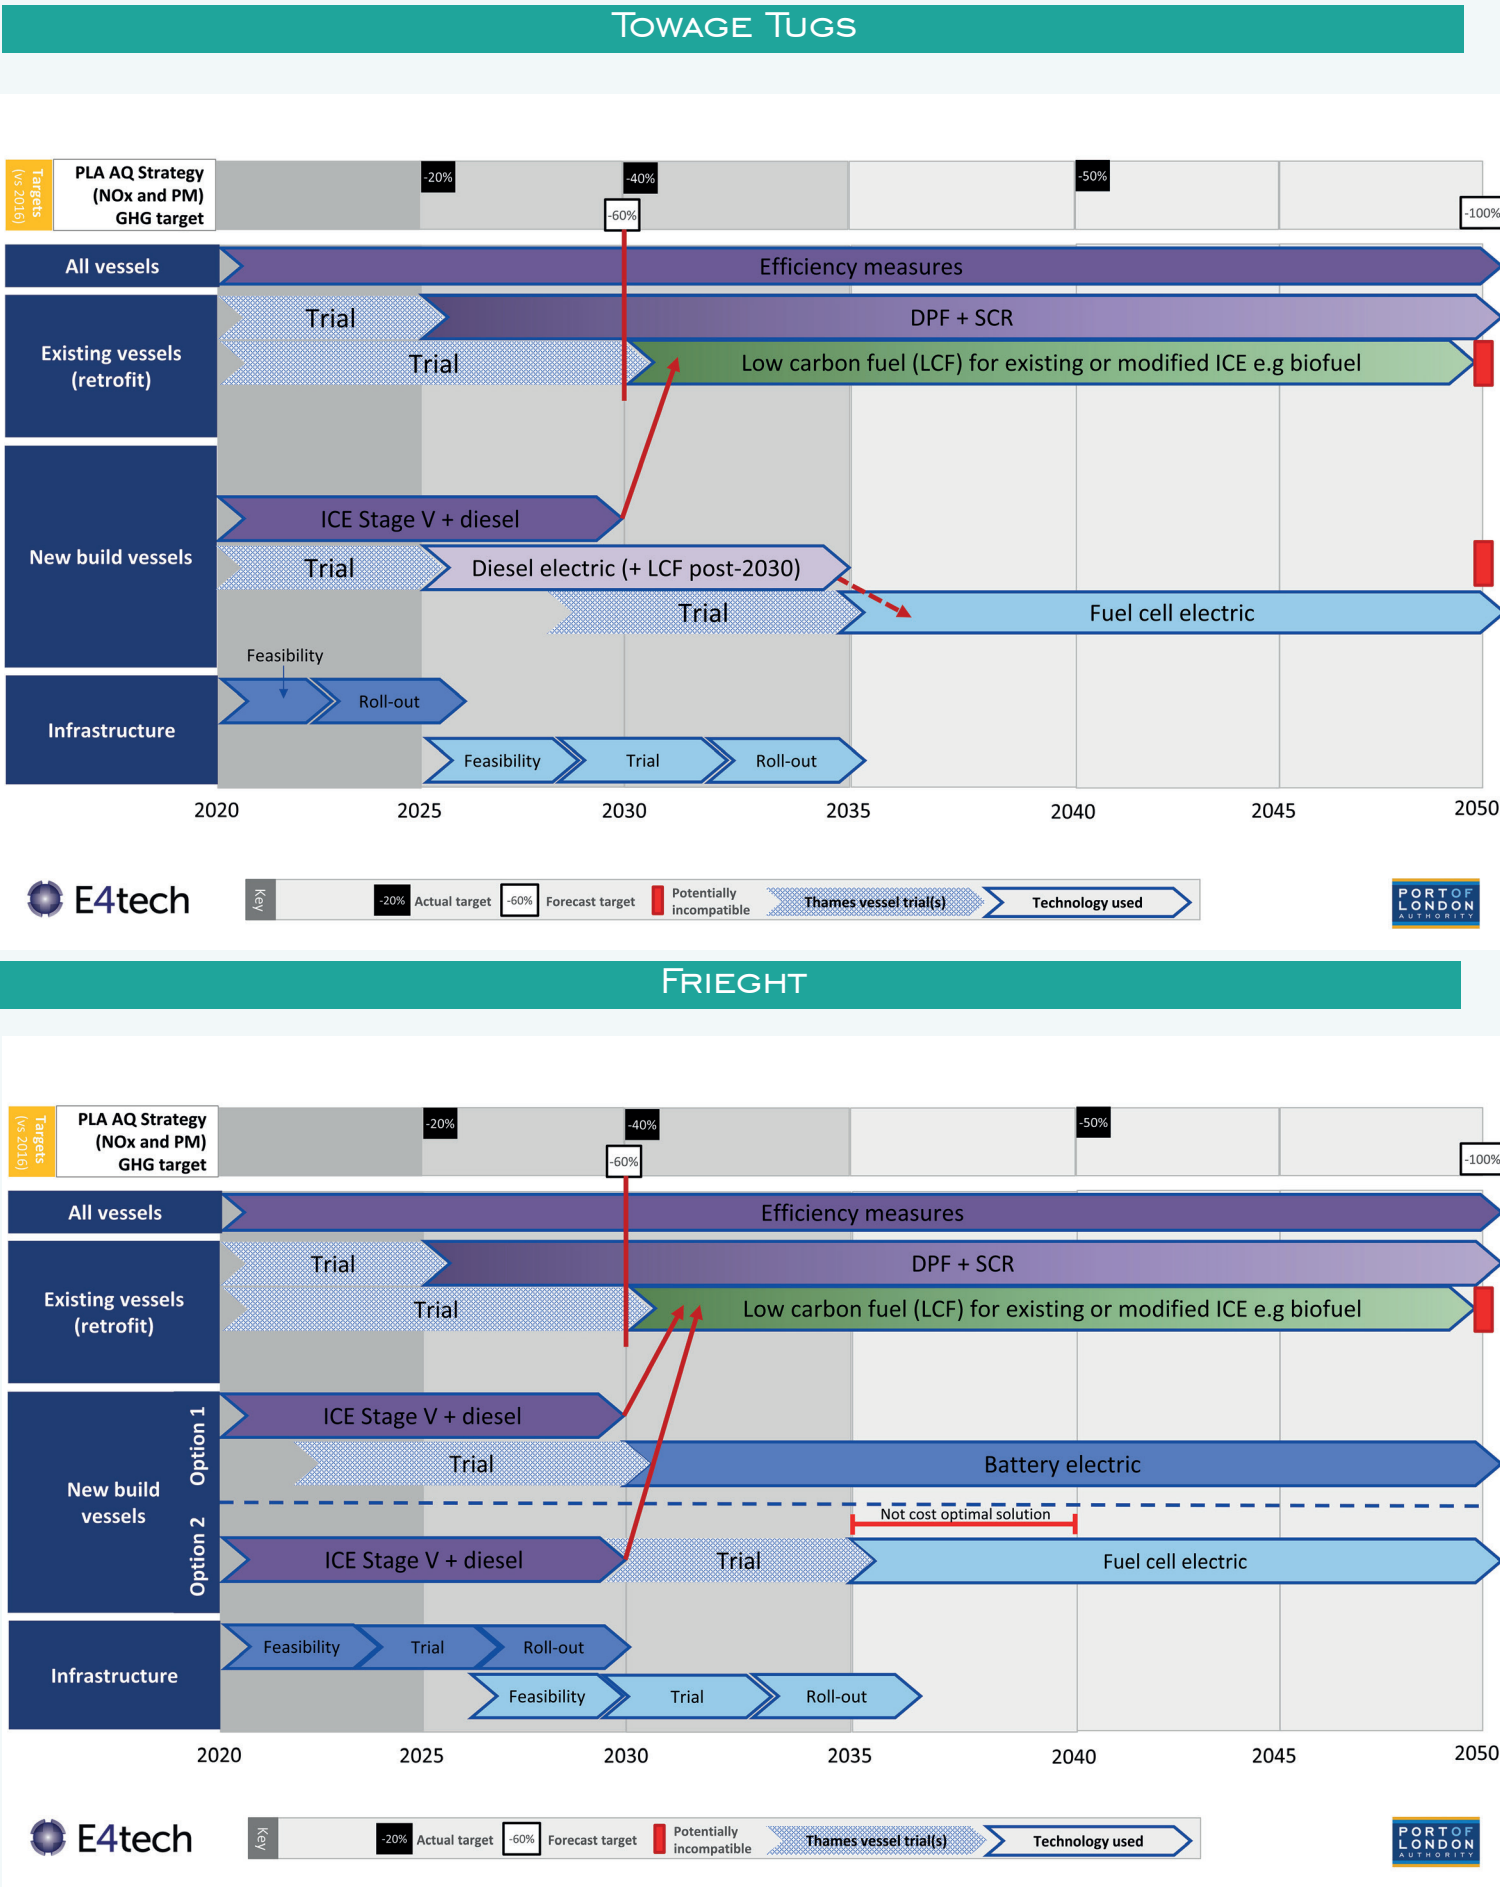 TOWAGE TUGS
Targets
(vs 2016)
PLA AQ Strategy
(NOx and PM)
GHG target
-20%
-40%
-50%
-60%
-100%
All vessels
Efficiency measures
Existing vessels
(retrofit)
Trial
DPF + SCR
Trial
Low carbon fuel (LCF) for existing or modified ICE e.g biofuel
New build vessels
ICE Stage V + diesel
Trial
Diesel electric (+ LCF post-2030)
Trial
Fuel cell electric
Infrastructure
Feasibility
Roll-out
Feasibility
Trial
Roll-out
2020
2025
2030
2035
2040
2045
2050
E4tech
Key
-20%
Actual target
-60%
Forecast target
Potentially
incompatible
Thames vessel trial(s)
Technology used
PORT OF
LONDON
AUTHORITY
FRIEGHT
Targets
(vs 2016)
PLA AQ Strategy
(NOx and PM)
GHG target
-20%
-40%
-50%
-60%
-100%
All vessels
Efficiency measures
Existing vessels
(retrofit)
Trial
DPF + SCR
Trial
Low carbon fuel (LCF) for existing or modified ICE e.g biofuel
New build
vessels
Option 1
ICE Stage V + diesel
Trial
Battery electric
Option 2
Not cost optimal solution
ICE Stage V + diesel
Trial
Fuel cell electric
Infrastructure
Feasibility
Trial
Roll-out
Feasibility
Trial
Roll-out
2020
2025
2030
2035
2040
2045
2050
E4tech
Key
-20%
Actual target
-60%
Forecast target
Potentially
incompatible
Thames vessel trial(s)
Technology used
PORT OF
LONDON
AUTHORITY